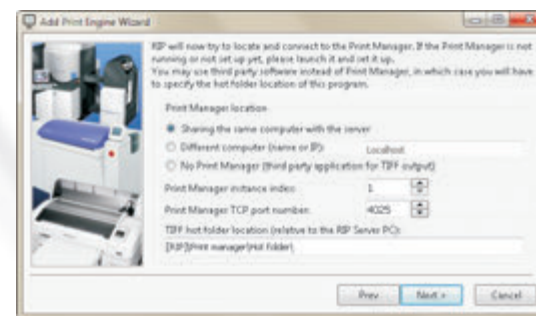 Add Print Engine Wizard
RIP will now try to locate and connect to the Print Manager. If the Print Manager is not
running or not set up yet, please launch it and set it up.
You may use third party software instead of Print Manager, in which case you will have
to specify the hot folder location of this program.
Print Manager location
Sharing the same computer with the server
Different computer (name or IP):
Localhost
No Print Manager (third party application for TIFF output)
Print Manager instance index:
1
Print Manager TCP port number:
4025
TIFF hot folder location (relative to the RIP Server PC):
[RIP]\Print manager\Hot Folder\
Prev
Next >
Cancel